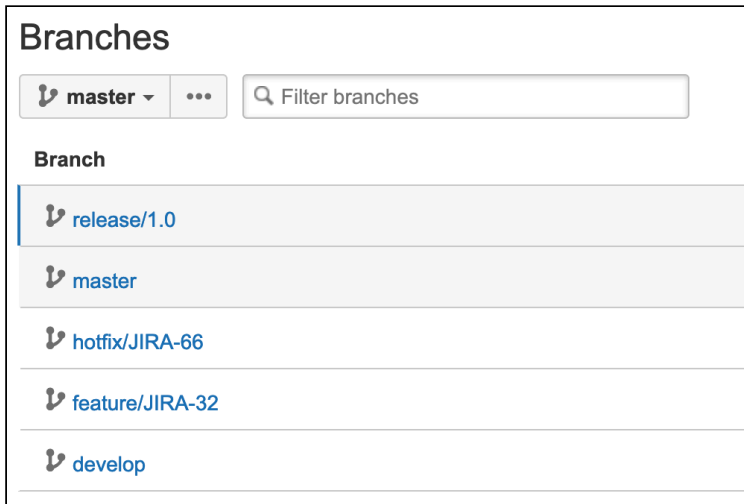 Branches
master
Filter branches
Branch
release/1.0
master
hotfix/JIRA-66
feature/JIRA-32
develop